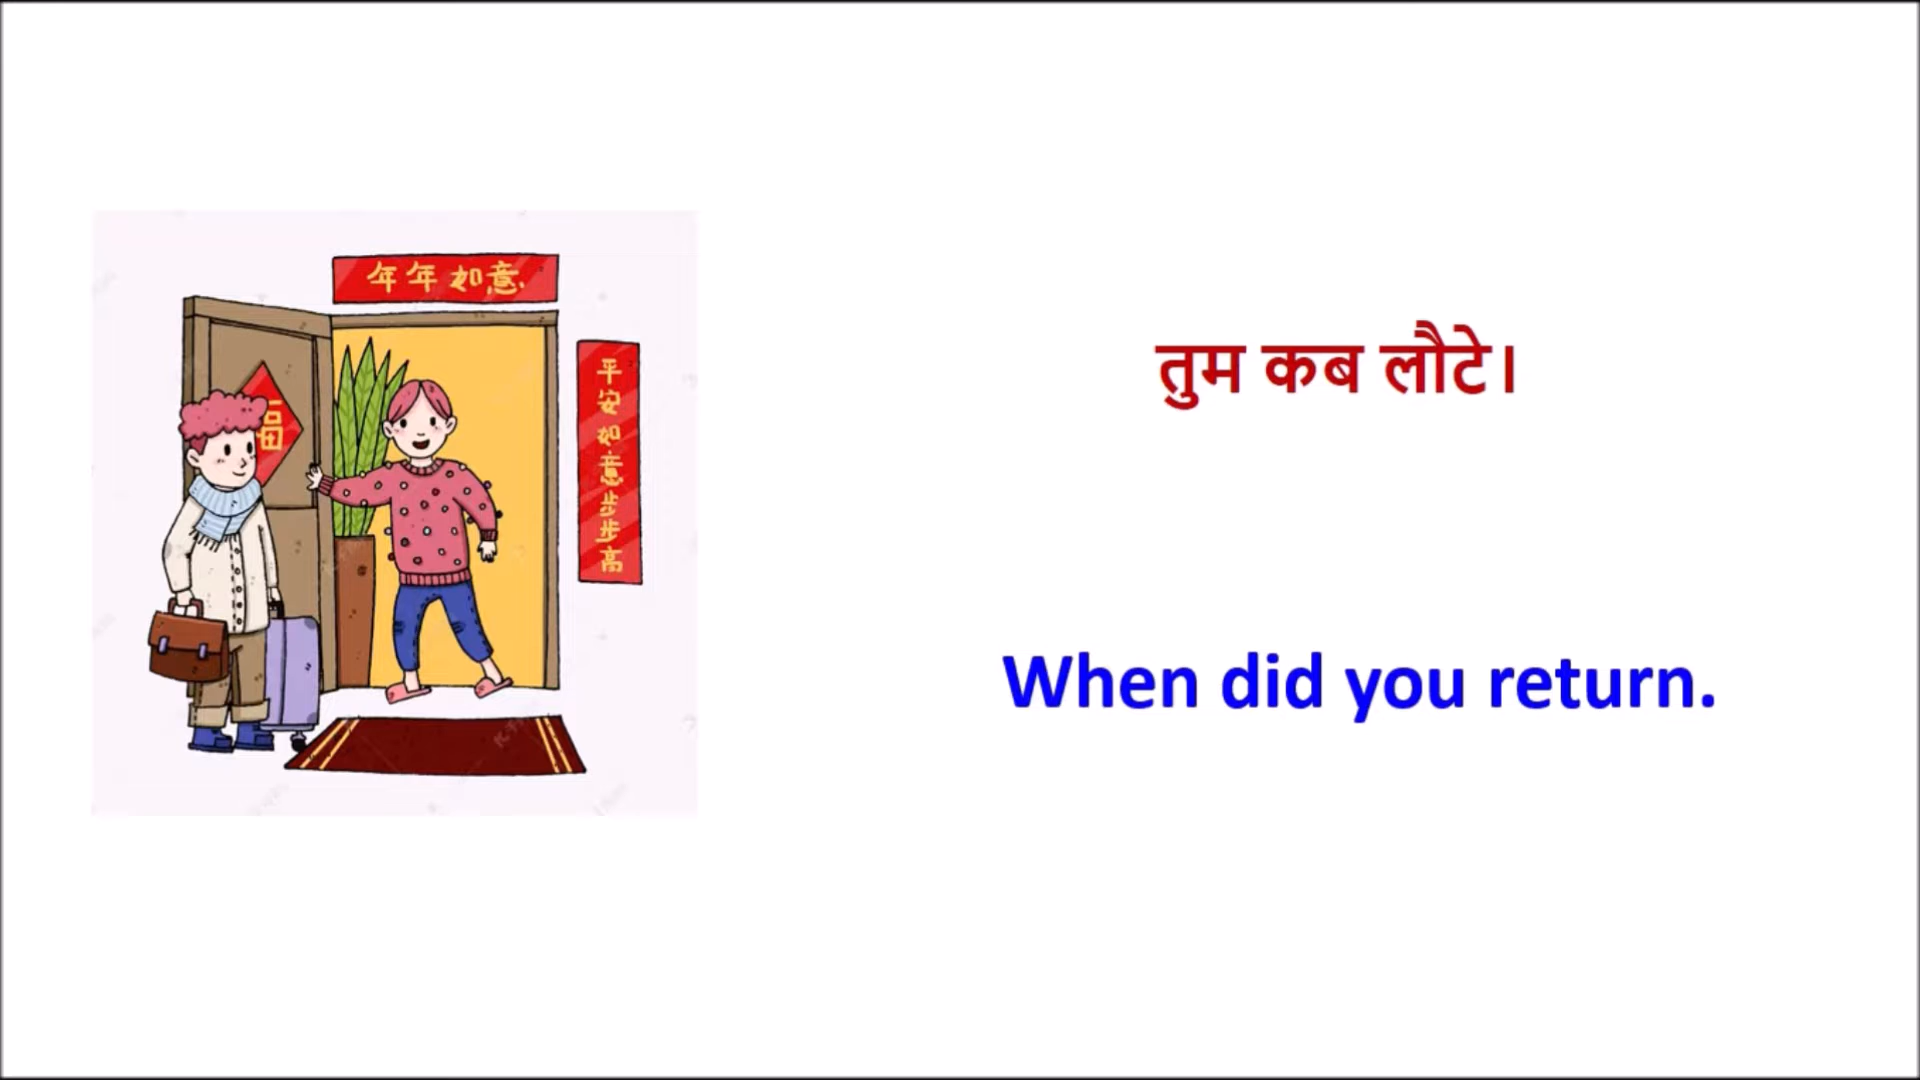 年年如意
福
平安如意步步高
तुम कब लौटे।
When did you return.